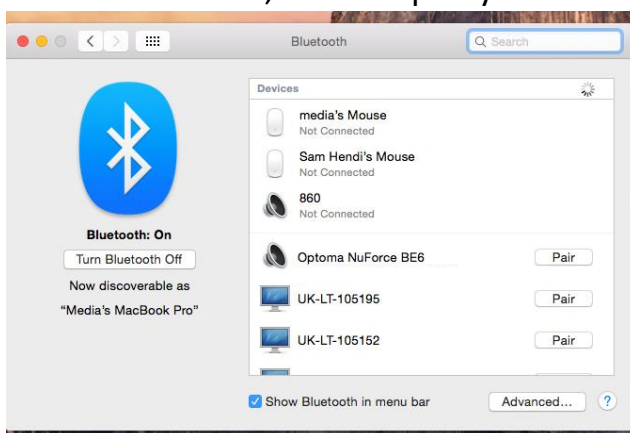 Bluetooth
Search
Devices
media's Mouse
Not Connected
Sam Hendi's Mouse
Not Connected
860
Not Connected
Optoma NuForce BE6
Pair
UK-LT-105195
Pair
UK-LT-105152
Pair
Bluetooth: On
Turn Bluetooth Off
Now discoverable as
“Media's MacBook Pro”
Show Bluetooth in menu bar
Advanced...
?